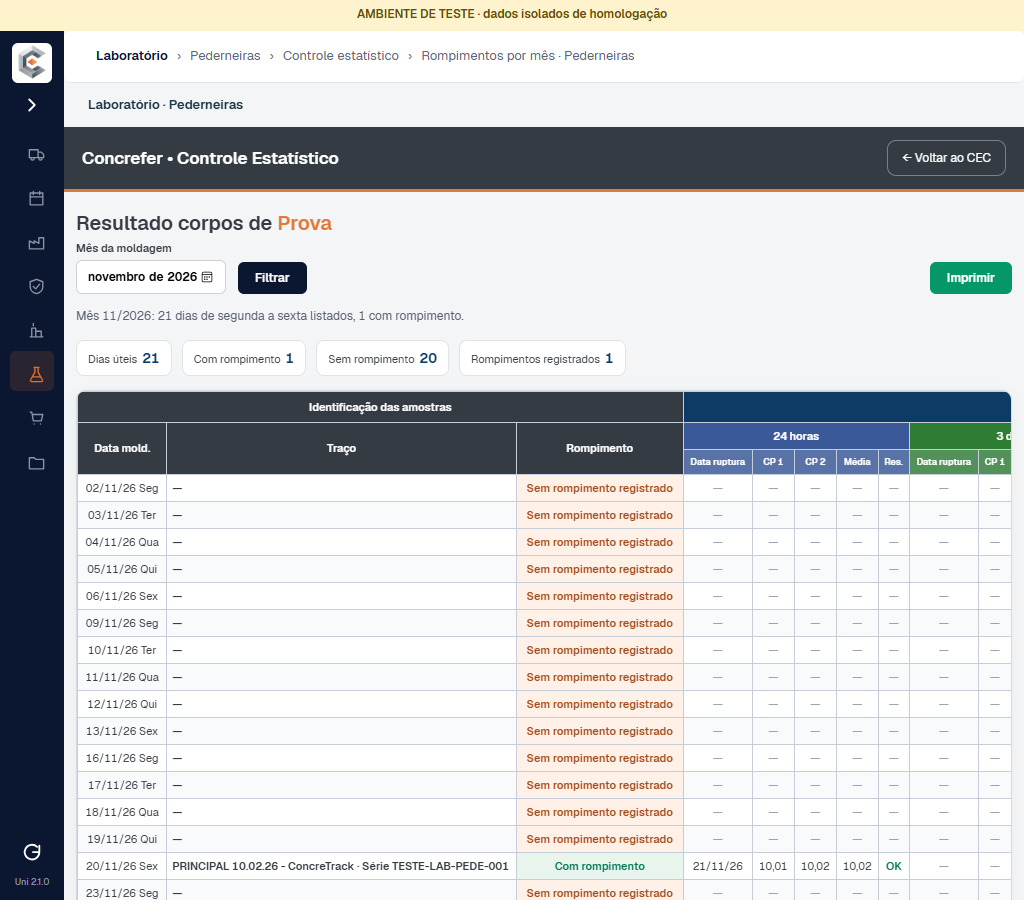 AMBIENTE DE TESTE · dados isolados de homologação
Laboratório › Pederneiras › Controle estatístico › Rompimentos por mês · Pederneiras
Laboratório · Pederneiras
Concrefer • Controle Estatístico
← Voltar ao CEC
Resultado corpos de Prova
Mês da moldagem
novembro de 2026
Filtrar
Imprimir
Mês 11/2026: 21 dias de segunda a sexta listados, 1 com rompimento.
Dias úteis 21
Com rompimento 1
Sem rompimento 20
Rompimentos registrados 1
Identificação das amostras
Data mold. Traço Rompimento
24 horas 3 d
Data ruptura CP 1 CP 2 Média Res. Data ruptura CP 1
02/11/26 Seg — Sem rompimento registrado — — — — — — —
03/11/26 Ter — Sem rompimento registrado — — — — — — —
04/11/26 Qua — Sem rompimento registrado — — — — — — —
05/11/26 Qui — Sem rompimento registrado — — — — — — —
06/11/26 Sex — Sem rompimento registrado — — — — — — —
09/11/26 Seg — Sem rompimento registrado — — — — — — —
10/11/26 Ter — Sem rompimento registrado — — — — — — —
11/11/26 Qua — Sem rompimento registrado — — — — — — —
12/11/26 Qui — Sem rompimento registrado — — — — — — —
13/11/26 Sex — Sem rompimento registrado — — — — — — —
16/11/26 Seg — Sem rompimento registrado — — — — — — —
17/11/26 Ter — Sem rompimento registrado — — — — — — —
18/11/26 Qua — Sem rompimento registrado — — — — — — —
19/11/26 Qui — Sem rompimento registrado — — — — — — —
20/11/26 Sex PRINCIPAL 10.02.26 - ConcreTrack · Série TESTE-LAB-PEDE-001 Com rompimento 21/11/26 10,01 10,02 10,02 OK — —
23/11/26 Seg — Sem rompimento registrado — — — — — — —
Uni 2.1.0